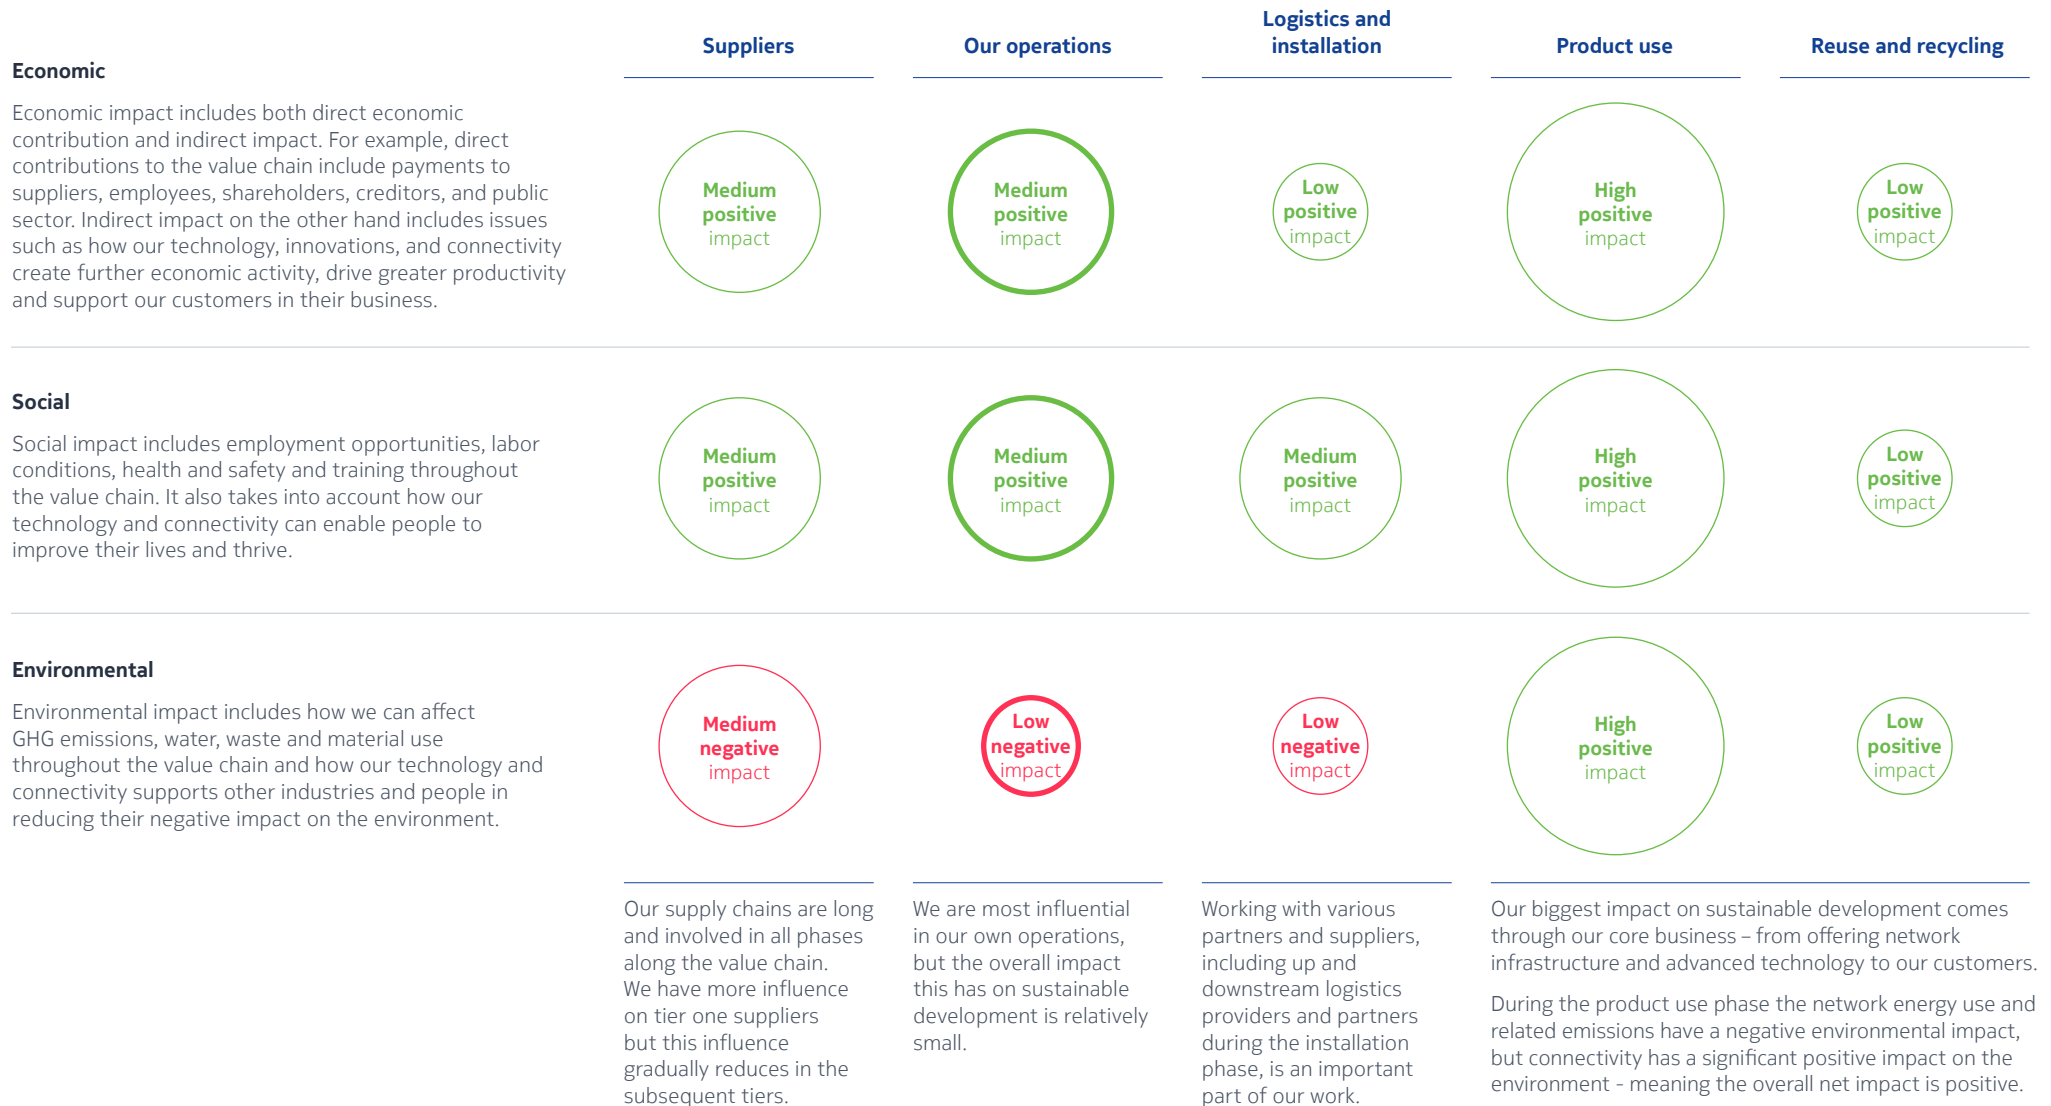 Suppliers
Our operations
Logistics and
installation
Product use
Reuse and recycling
Economic
Economic impact includes both direct economic
contribution and indirect impact. For example, direct
contributions to the value chain include payments to
suppliers, employees, shareholders, creditors, and public
sector. Indirect impact on the other hand includes issues
such as how our technology, innovations, and connectivity
create further economic activity, drive greater productivity
and support our customers in their business.
Medium
positive
impact
Medium
positive
impact
Low
positive
impact
High
positive
impact
Low
positive
impact
Social
Social impact includes employment opportunities, labor
conditions, health and safety and training throughout
the value chain. It also takes into account how our
technology and connectivity can enable people to
improve their lives and thrive.
Medium
positive
impact
Medium
positive
impact
Medium
positive
impact
High
positive
impact
Low
positive
impact
Environmental
Environmental impact includes how we can affect
GHG emissions, water, waste and material use
throughout the value chain and how our technology and
connectivity supports other industries and people in
reducing their negative impact on the environment.
Medium
negative
impact
Low
negative
impact
Low
negative
impact
High
positive
impact
Low
positive
impact
Our supply chains are long
and involved in all phases
along the value chain.
We have more influence
on tier one suppliers
but this influence
gradually reduces in the
subsequent tiers.
We are most influential
in our own operations,
but the overall impact
this has on sustainable
development is relatively
small.
Working with various
partners and suppliers,
including up and
downstream logistics
providers and partners
during the installation
phase, is an important
part of our work.
Our biggest impact on sustainable development comes
through our core business – from offering network
infrastructure and advanced technology to our customers.
During the product use phase the network energy use and
related emissions have a negative environmental impact,
but connectivity has a significant positive impact on the
environment - meaning the overall net impact is positive.